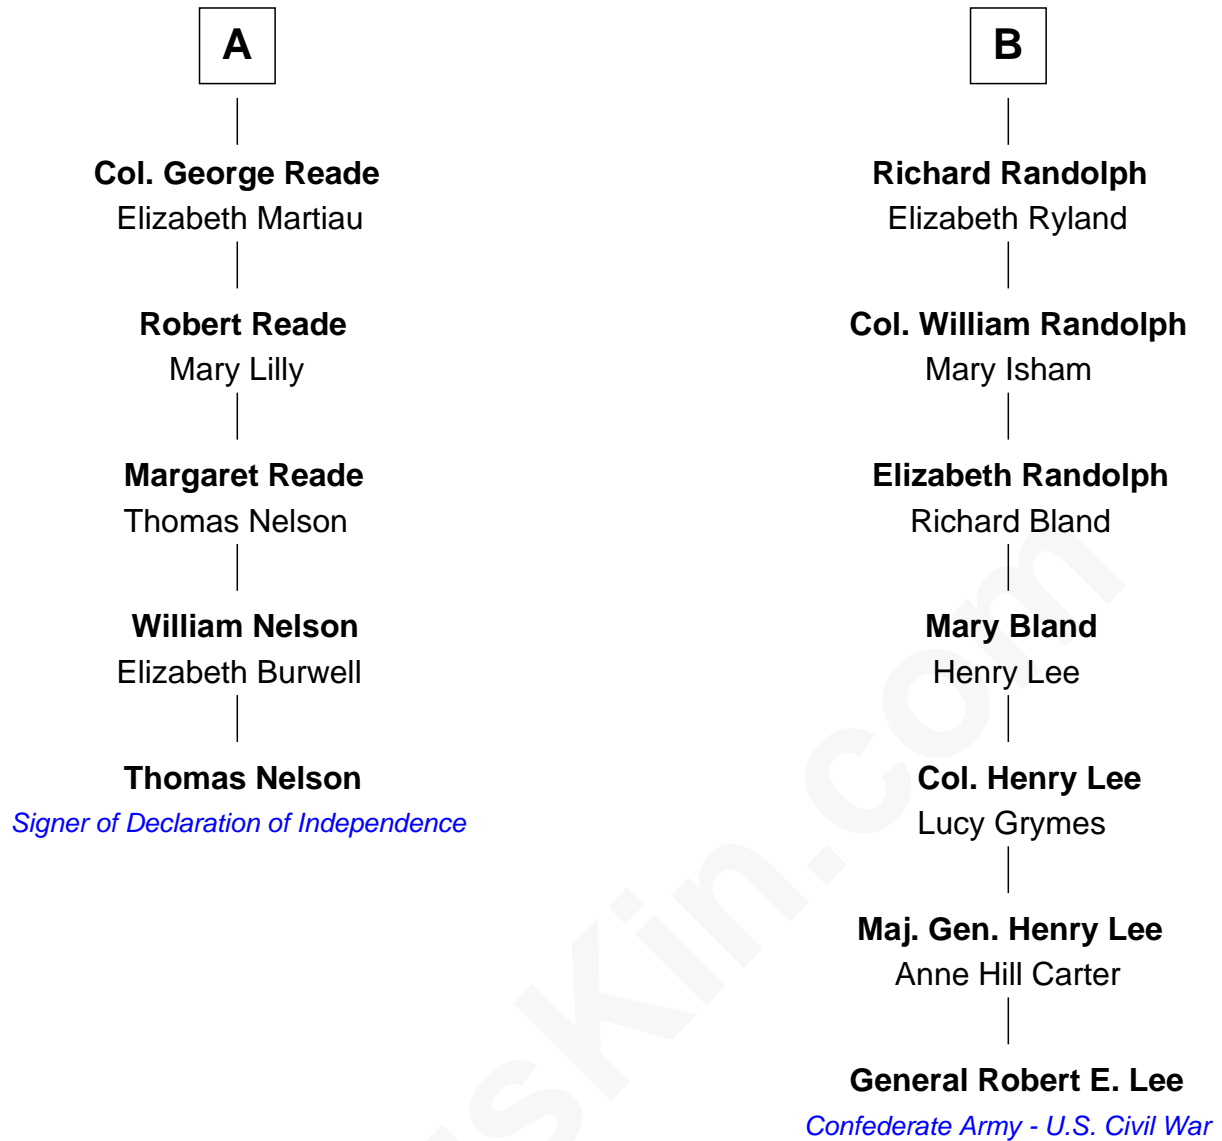 A
Col. George Reade
Elizabeth Martiau
Robert Reade
Mary Lilly
Margaret Reade
Thomas Nelson
William Nelson
Elizabeth Burwell
Thomas Nelson
Signer of Declaration of Independence
B
Richard Randolph
Elizabeth Ryland
Col. William Randolph
Mary Isham
Elizabeth Randolph
Richard Bland
Mary Bland
Henry Lee
Col. Henry Lee
Lucy Grymes
Maj. Gen. Henry Lee
Anne Hill Carter
General Robert E. Lee
Confederate Army - U.S. Civil War